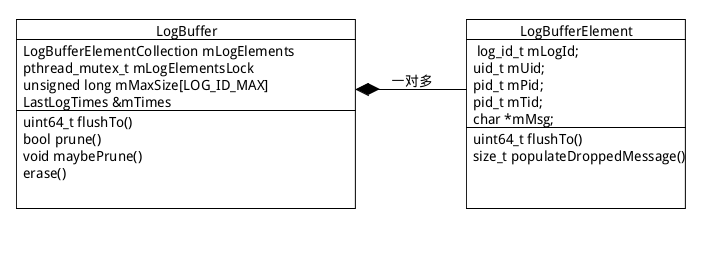 LogBuffer
LogBufferElementCollection mLogElements
pthread_mutex_t mLogElementsLock
unsigned long mMaxSize[LOG_ID_MAX]
LastLogTimes &mTimes
uint64_t flushTo()
bool prune()
void maybePrune()
erase()
一对多
LogBufferElement
log_id_t mLogId;
uid_t mUid;
pid_t mPid;
pid_t mTid;
char *mMsg;
uint64_t flushTo()
size_t populateDroppedMessage()